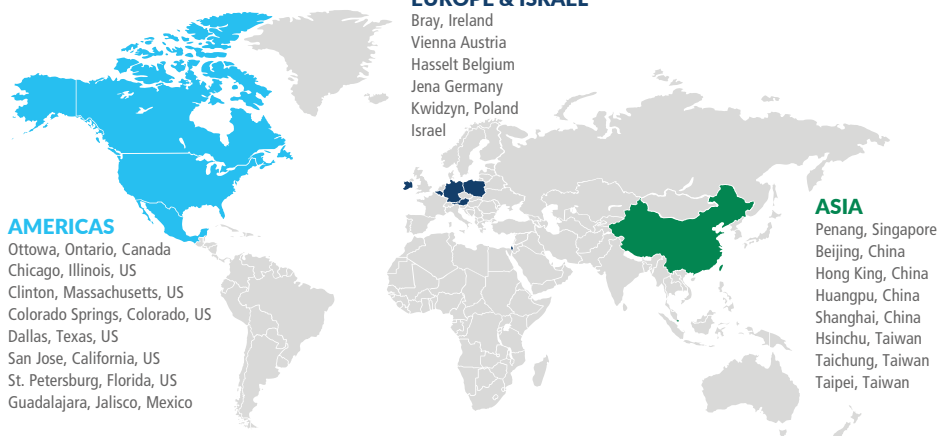 EUROPE & ISRAEL
Bray, Ireland
Vienna Austria
Hasselt Belgium
Jena Germany
Kwidzyn, Poland
Israel
AMERICAS
Ottowa, Ontario, Canada
Chicago, Illinois, US
Clinton, Massachusetts, US
Colorado Springs, Colorado, US
Dallas, Texas, US
San Jose, California, US
St. Petersburg, Florida, US
Guadalajara, Jalisco, Mexico
ASIA
Penang, Singapore
Beijing, China
Hong King, China
Huangpu, China
Shanghai, China
Hsinchu, Taiwan
Taichung, Taiwan
Taipei, Taiwan